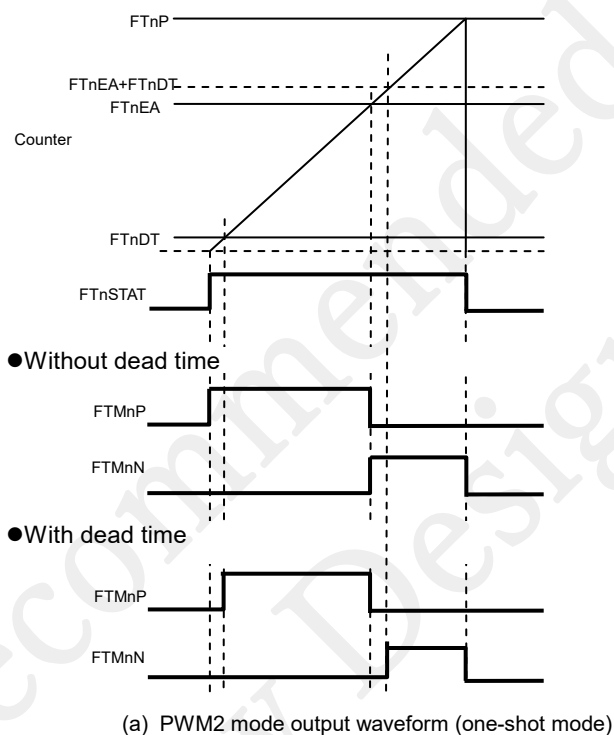 FTnP
FTnEA+FTnDT
FTnEA
Counter
FTnDT
FTnSTAT
●Without dead time
FTMnP
FTMnN
●With dead time
FTMnP
FTMnN
(a) PWM2 mode output waveform (one-shot mode)